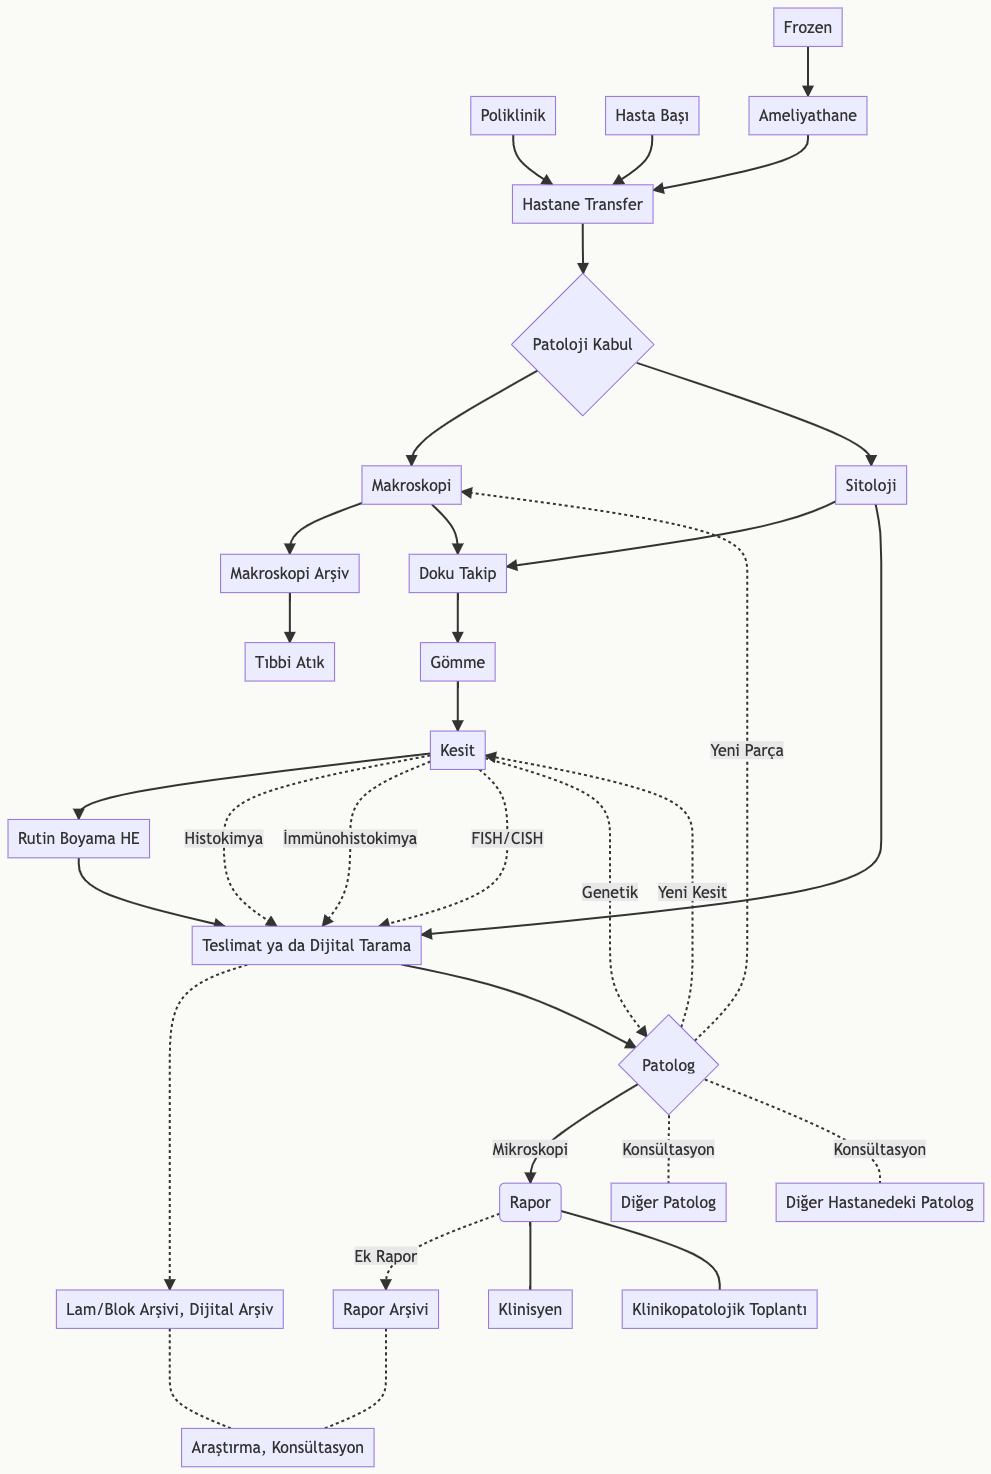 Frozen
Poliklinik
Hasta Başı
Ameliyathane
Hastane Transfer
Patoloji Kabul
Makroskopi
Sitoloji
Makroskopi Arşiv
Doku Takip
Tıbbi Atık
Gömme
Kesit
Yeni Parça
Rutin Boyama HE
Histokimya
İmmünohistokimya
FISH/CISH
Genetik
Yeni Kesit
Teslimat ya da Dijital Tarama
Patolog
Mikroskopi
Konsültasyon
Konsültasyon
Rapor
Diğer Patolog
Diğer Hastanedeki Patolog
Ek Rapor
Lam/Blok Arşivi, Dijital Arşiv
Rapor Arşivi
Klinisyen
Klinikopatolojik Toplantı
Araştırma, Konsültasyon